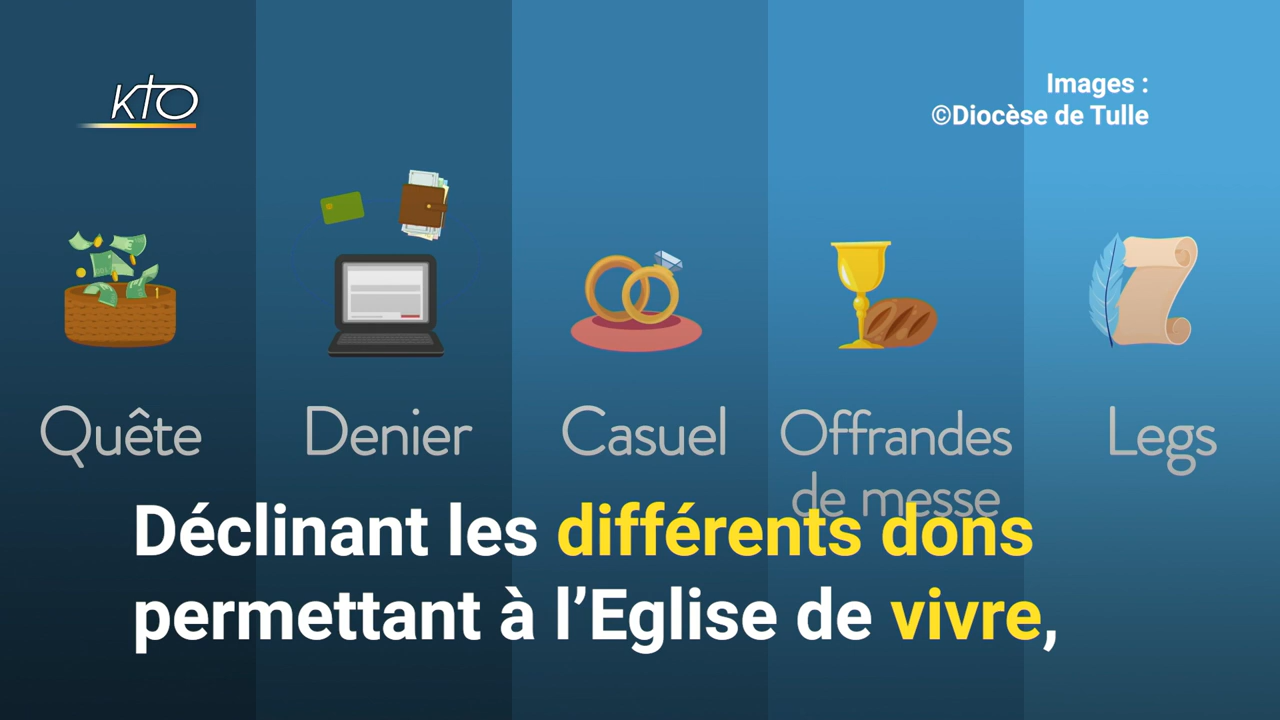 kto
Images :
©Diocèse de Tulle
Quête
Denier
Casuel
Offrandes
de messe
Legs
Déclinant les différents dons
permettant à l’Eglise de vivre,